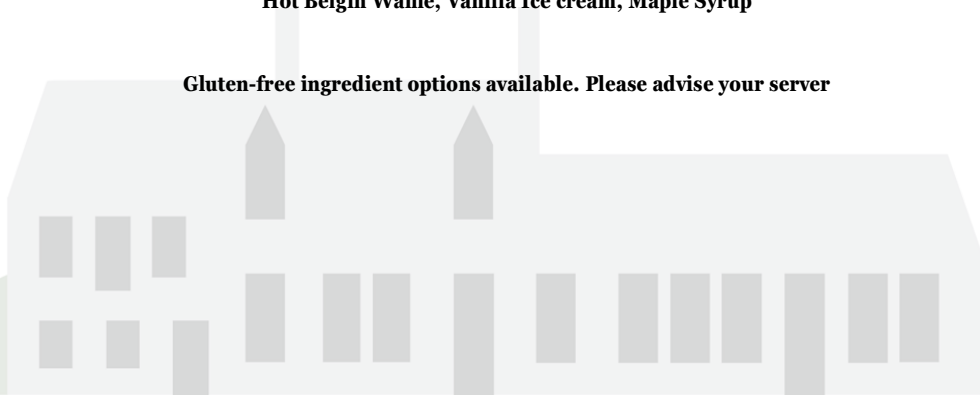 Hot Belgin Waffle, Vanilla Ice cream, Maple Syrup
Gluten-free ingredient options available. Please advise your server